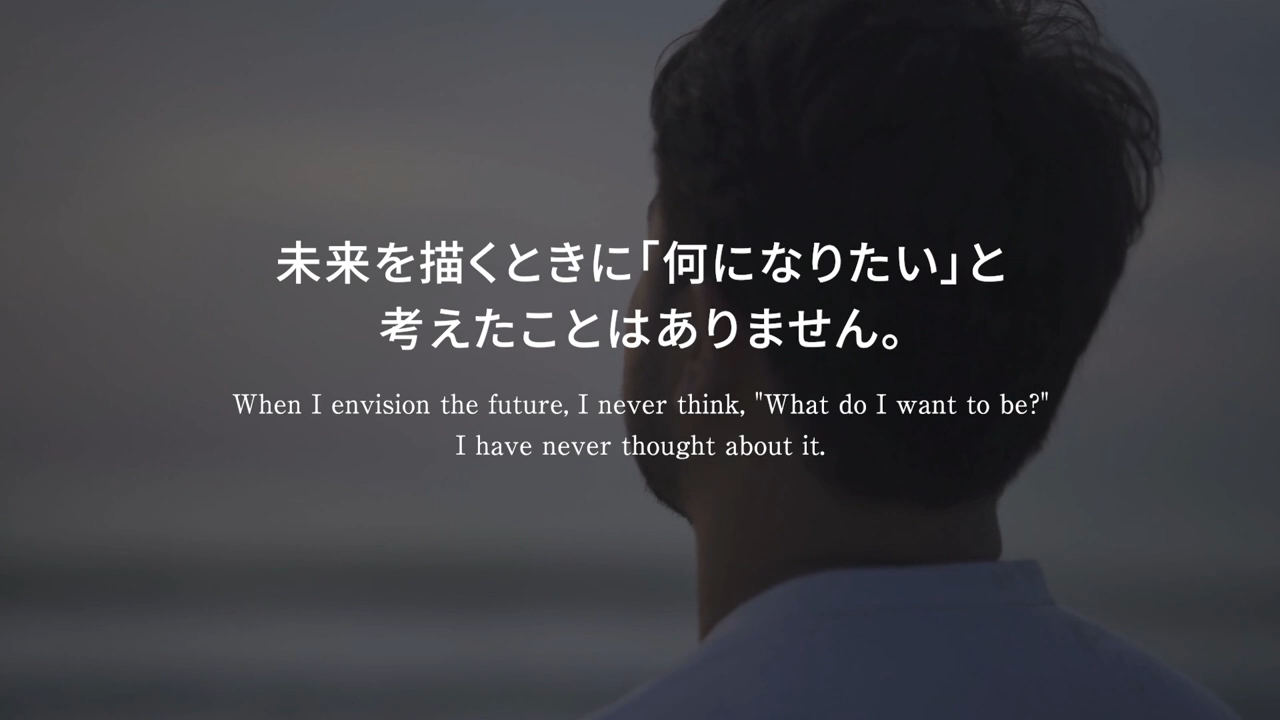 未来を描くときに「何になりたい」と
考えたことはありません。
When I envision the future, I never think, "What do I want to be?"
I have never thought about it.